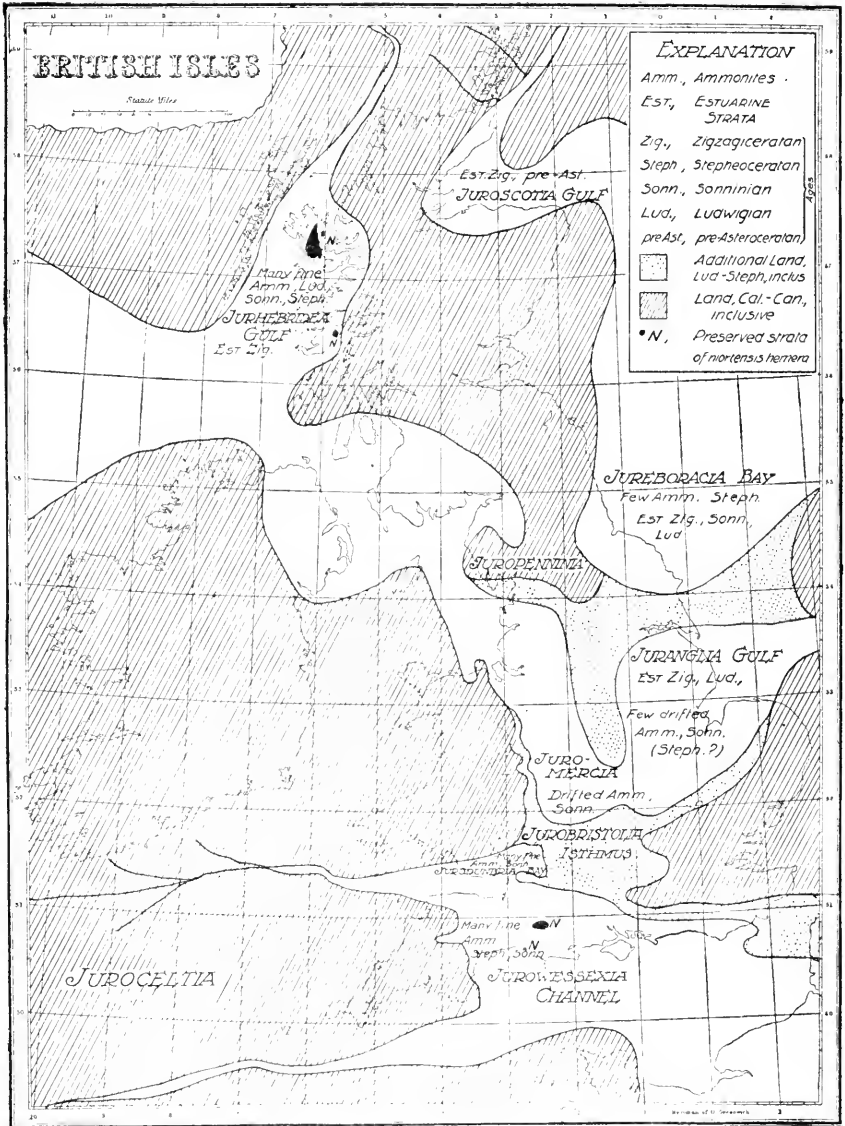 BRITISH ISLES
Statute Miles
EXPLANATION
Amm., Ammonites.
EST., ESTUARINE
STRATA
Zig., Zigzagiceratan
Steph, Stepheoceratan
Sonn., Sonninian
Lud., Ludwigian
preAst, pre-Asteroceratan
Ages
Additional Land,
Lud-Steph, inclus
Land, Cal.-Can.,
inclusive
N, Preserved strata
of niortensis hemera
EST. Zig., pre-Ast.
JUROSCOTIA GULF
N.
Many fine
Amm., Lud.
Sonn., Steph.
JURHEBRIDEA
GULF
EST Zig.
N
JUREBORACIA BAY
Few Amm. Steph.
EST Zig., Sonn.,
Lud
JUROPENNINIA
JURANGLIA GULF
EST Zig., Lud.,
Few drifted
Amm., Sonn.
(Steph.?)
JURO-
MERCIA
Drifted Amm.
Sonn.
JUROBRISTOLIA
ISTHMUS
Many fine
Amm. Sonn.
BAY
Many fine
Amm
Steph, Sonn
N
N
JUROWESSEXIA
CHANNEL
JUROCELTIA